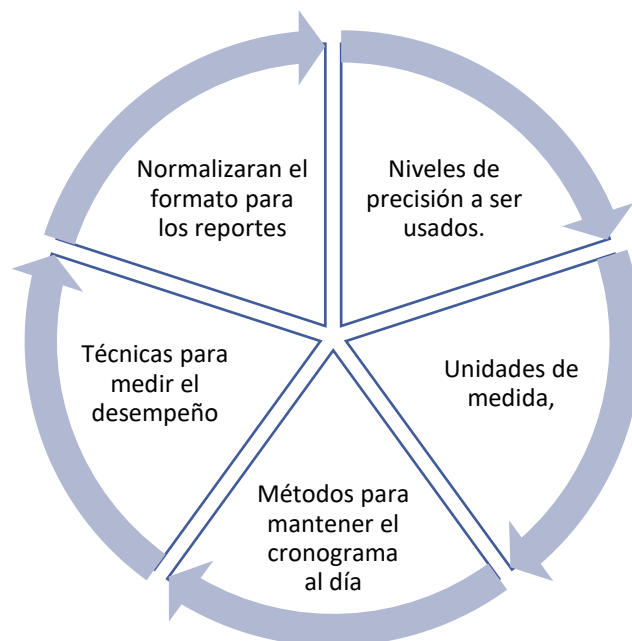 Normalizaran el
formato para
los reportes
Niveles de
precisión a ser
usados.
Unidades de
medida,
Métodos para
mantener el
cronograma
al día
Técnicas para
medir el
desempeño